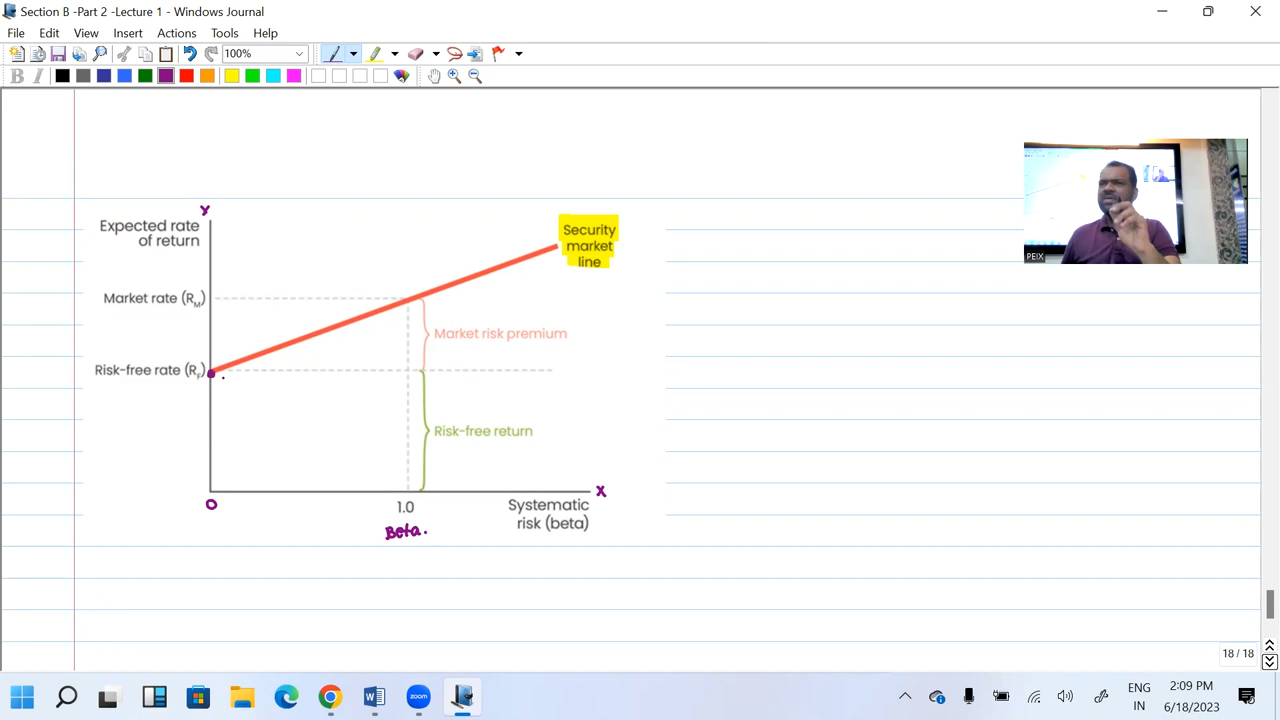 Section B -Part 2 -Lecture 1 - Windows Journal
File Edit View Insert Actions Tools Help
100%
B I
Y
Expected rate
of return
Security
market
line
Market rate (RM)
Market risk premium
Risk-free rate (RF)
Risk-free return
0
1.0
Beta.
X
Systematic
risk (beta)
PEIX
18 / 18
zoom
ENG
IN
2:09 PM
6/18/2023